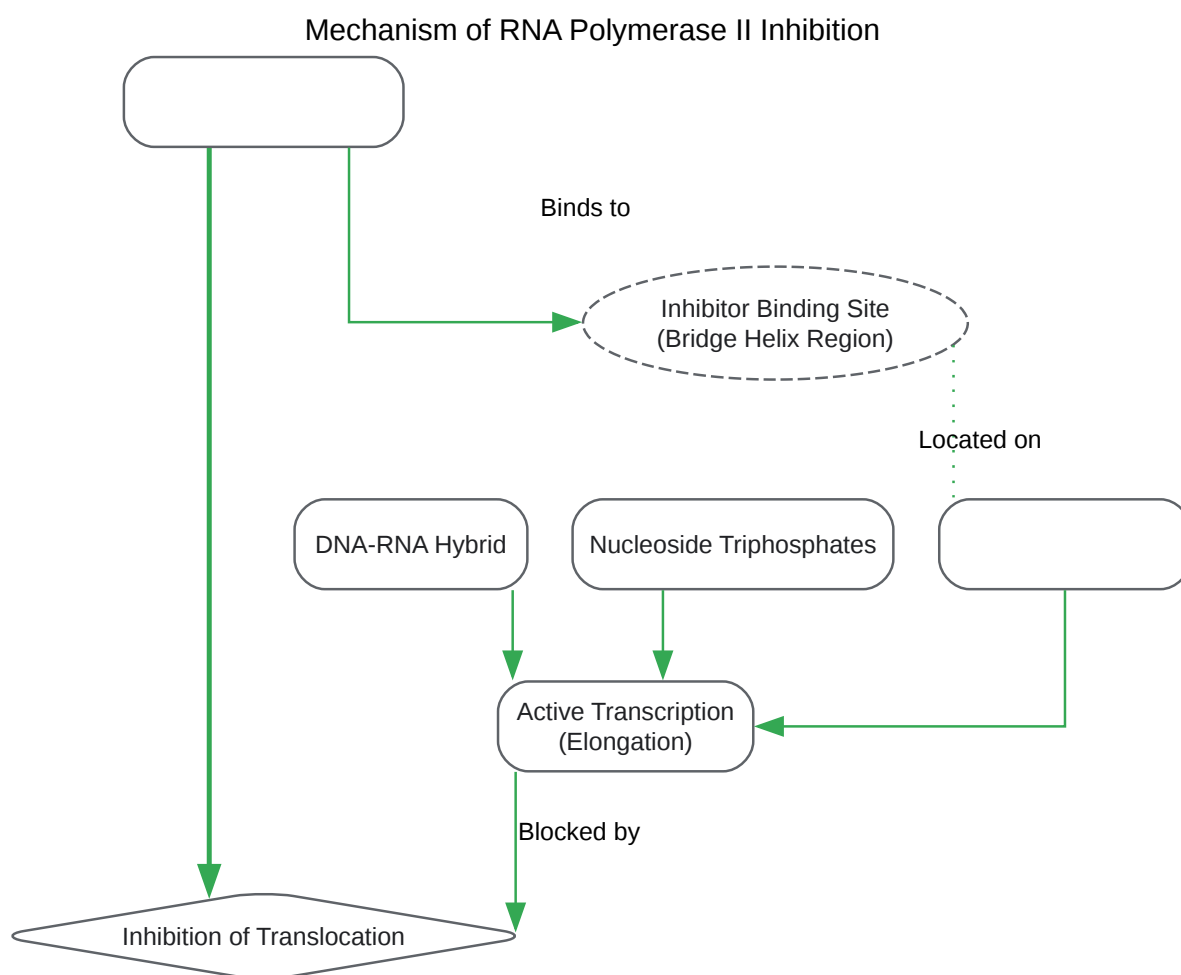 Mechanism of RNA Polymerase II Inhibition
Binds to
Inhibitor Binding Site
(Bridge Helix Region)
Located on
DNA-RNA Hybrid
Nucleoside Triphosphates
Active Transcription
(Elongation)
Blocked by
Inhibition of Translocation